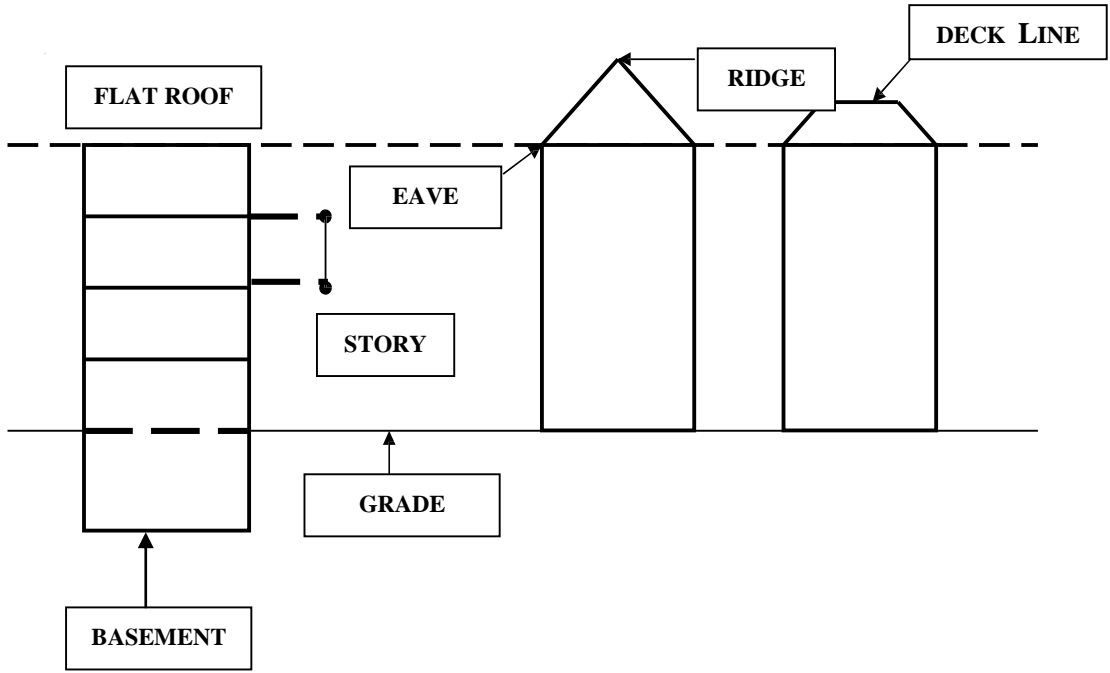 DECK LINE
RIDGE
FLAT ROOF
EAVE
STORY
GRADE
BASEMENT